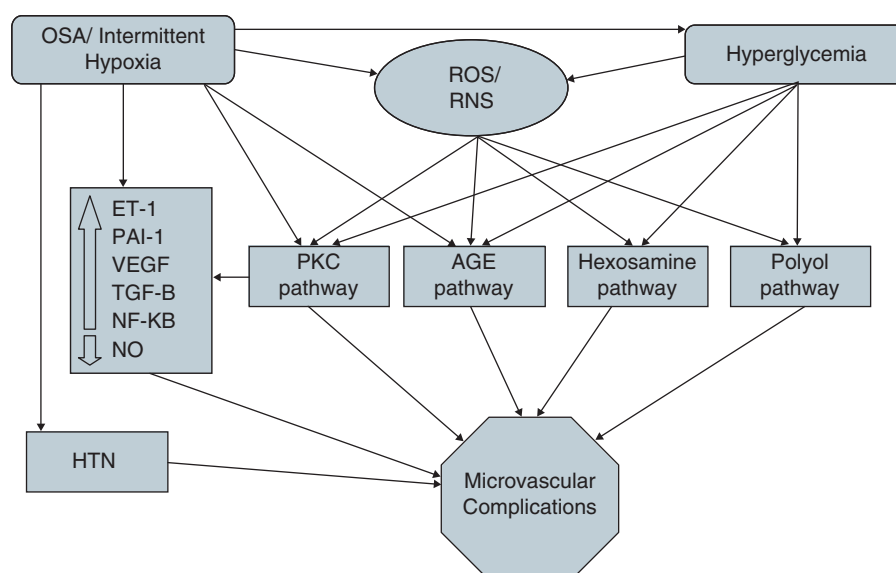 OSA/ Intermittent
Hypoxia
ROS/
RNS
Hyperglycemia
ET-1
PAI-1
VEGF
TGF-B
NF-KB
NO
PKC
pathway
AGE
pathway
Hexosamine
pathway
Polyol
pathway
HTN
Microvascular
Complications